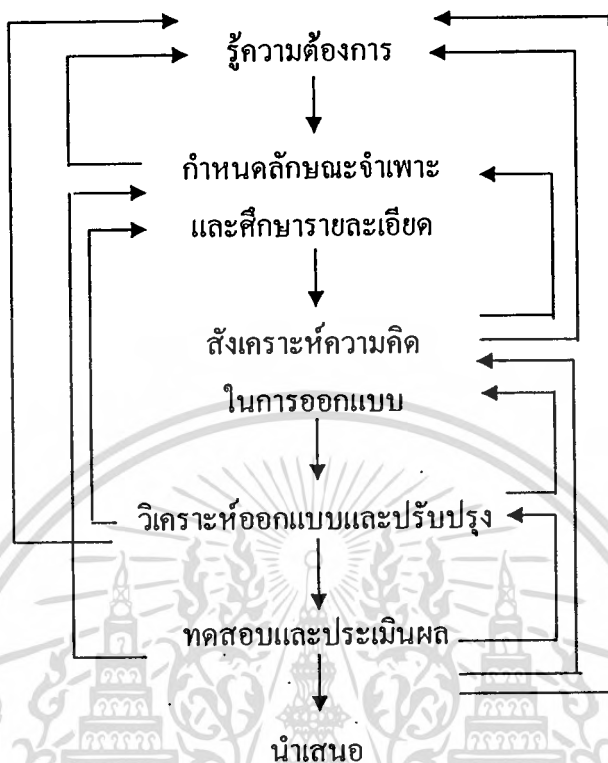 รู้ความต้องการ
กำหนดลักษณะจำเพาะ
และศึกษารายละเอียด
สังเคราะห์ความคิด
ในการออกแบบ
วิเคราะห์ออกแบบและปรับปรุง
ทดสอบและประเมินผล
นำเสนอ